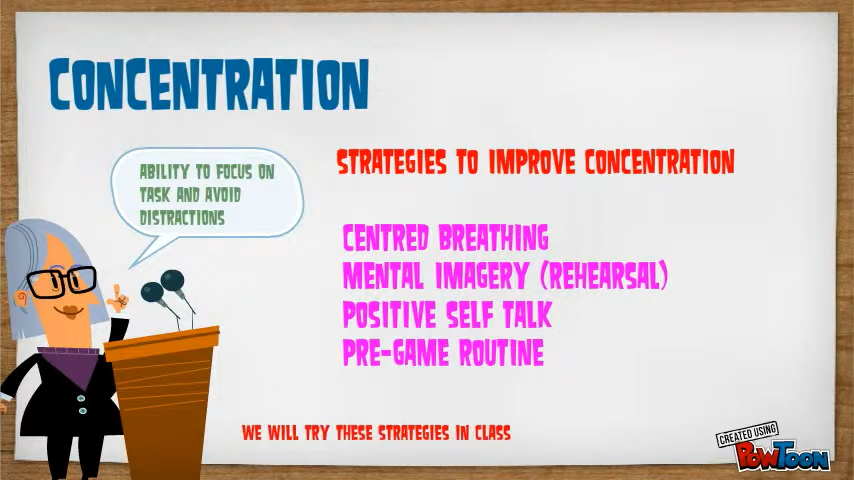 CONCENTRATION
ABILITY TO FOCUS ON
TASK AND AVOID
DISTRACTIONS
STRATEGIES TO IMPROVE CONCENTRATION
CENTRED BREATHING
MENTAL IMAGERY (REHEARSAL)
POSITIVE SELF TALK
PRE-GAME ROUTINE
WE WILL TRY THESE STRATEGIES IN CLASS
CREATED USING
POWTOON